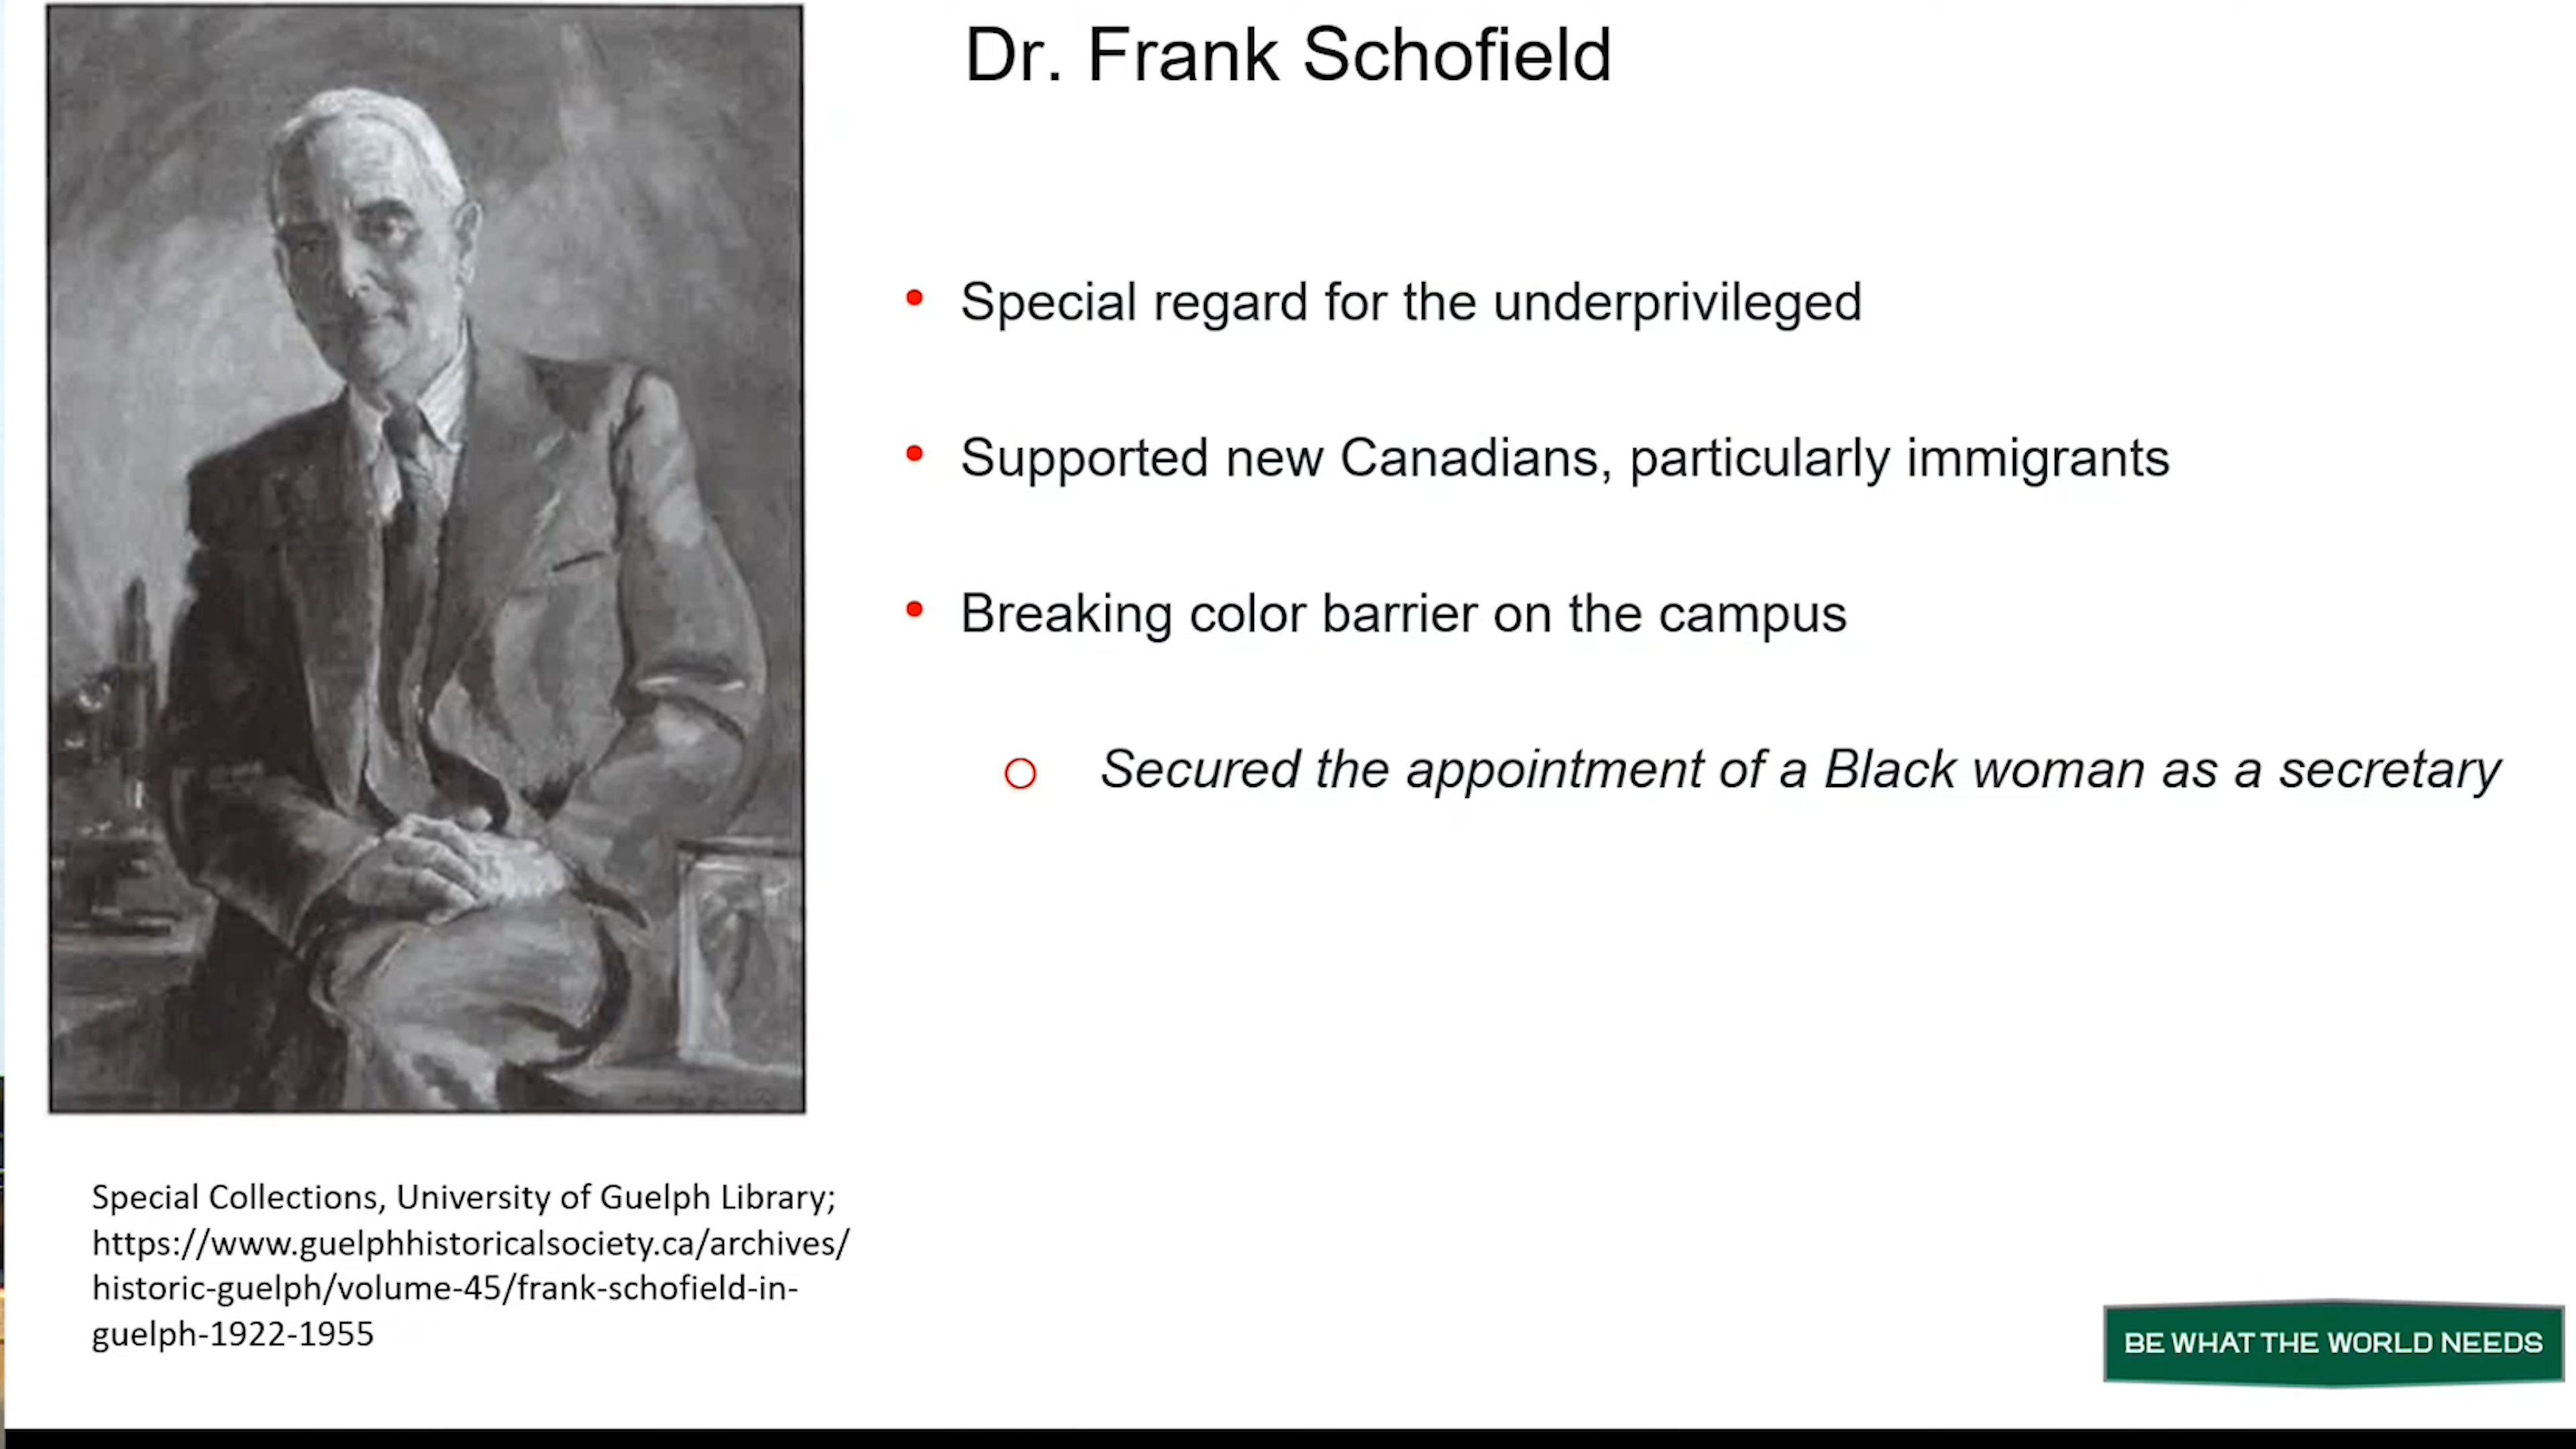 Dr. Frank Schofield
Special regard for the underprivileged
Supported new Canadians, particularly immigrants
Breaking color barrier on the campus
Secured the appointment of a Black woman as a secretary
Special Collections, University of Guelph Library;
https://www.guelphhistoricalsociety.ca/archives/
historic-guelph/volume-45/frank-schofield-in-
guelph-1922-1955
BE WHAT THE WORLD NEEDS